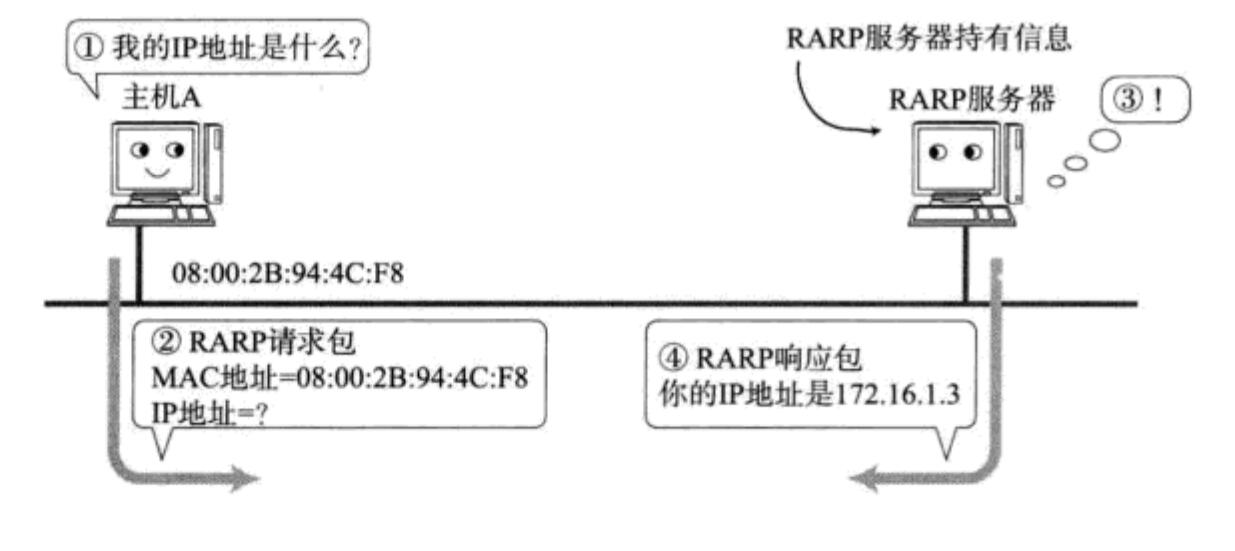 ① 我的IP地址是什么?
主机A
RARP服务器持有信息
RARP服务器
③ !
08:00:2B:94:4C:F8
② RARP请求包
MAC地址=08:00:2B:94:4C:F8
IP地址=?
④ RARP响应包
你的IP地址是172.16.1.3